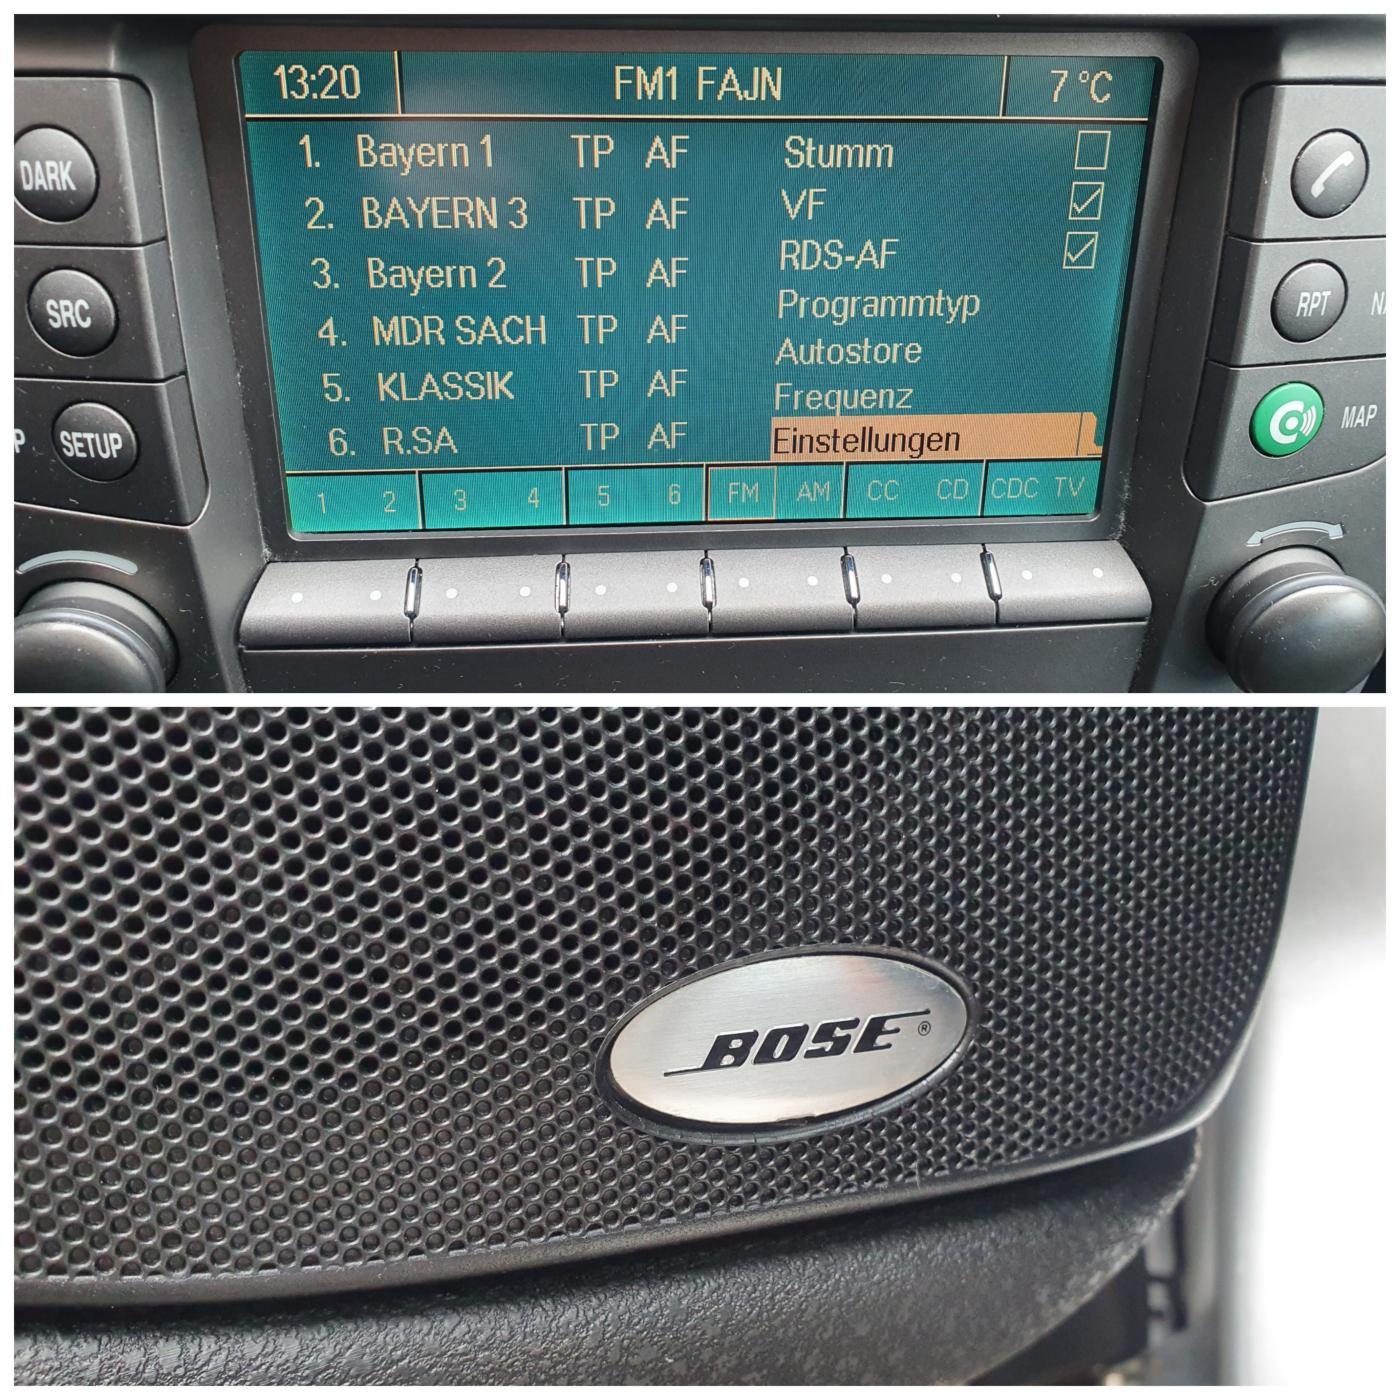 13:20 FM1 FAJN 7 °C
1. Bayern 1 TP AF Stumm
2. BAYERN 3 TP AF VF
3. Bayern 2 TP AF RDS-AF
Programmtyp
4. MDR SACH TP AF Autostore
5. KLASSIK TP AF Frequenz
6. R.SA TP AF Einstellungen
1 2 3 4 5 6 FM AM CC CD CDC TV
DARK
SRC
SETUP
RPT
MAP
BOSE®